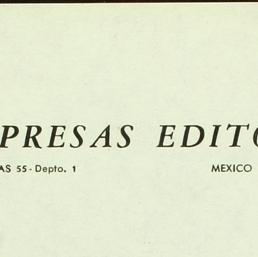 PRESAS EDITO
AS 55 - Depto. 1 MEXICO